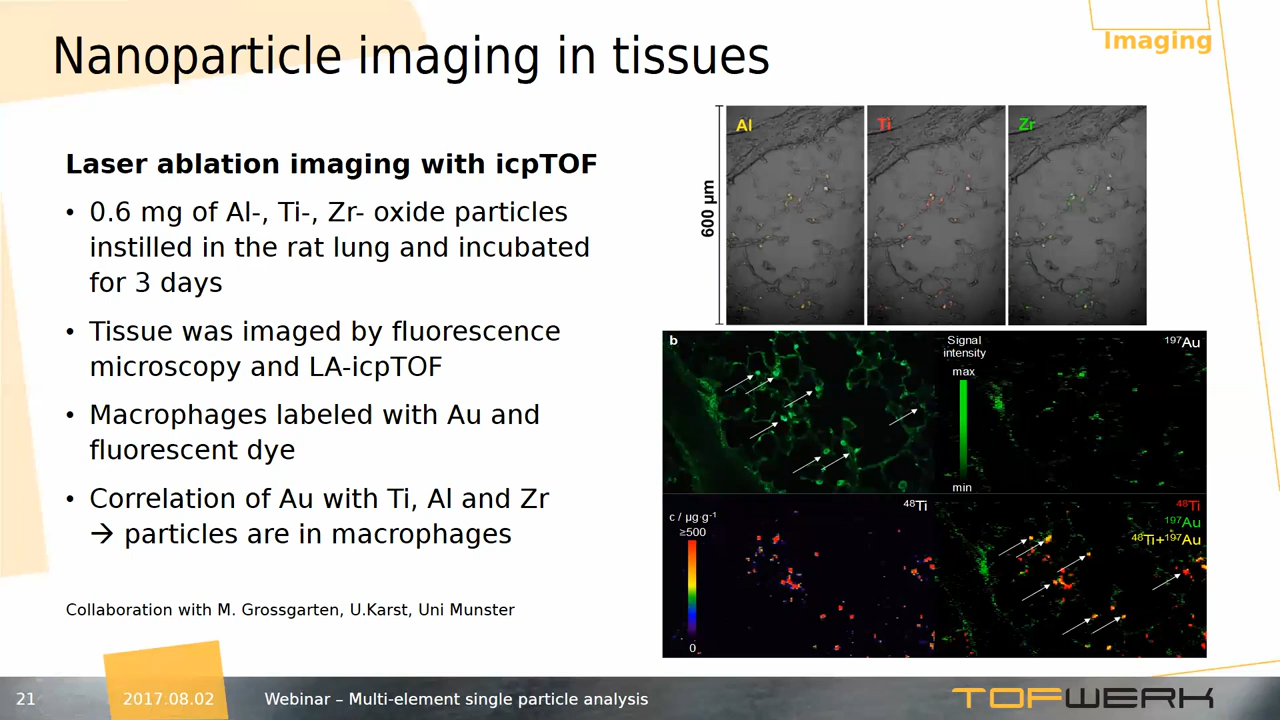 Nanoparticle imaging in tissues
Imaging
Laser ablation imaging with icpTOF
• 0.6 mg of Al-, Ti-, Zr- oxide particles
instilled in the rat lung and incubated
for 3 days
• Tissue was imaged by fluorescence
microscopy and LA-icpTOF
• Macrophages labeled with Au and
fluorescent dye
• Correlation of Au with Ti, Al and Zr
→ particles are in macrophages
Collaboration with M. Grossgarten, U.Karst, Uni Munster
600 µm
Al
Ti
Zr
b
Signal
intensity
max
min
¹⁹⁷Au
c / µg·g⁻¹
≥500
0
⁴⁸Ti
⁴⁸Ti
¹⁹⁷Au
⁴⁸Ti+¹⁹⁷Au
21
2017.08.02
Webinar – Multi-element single particle analysis
TOFWERK